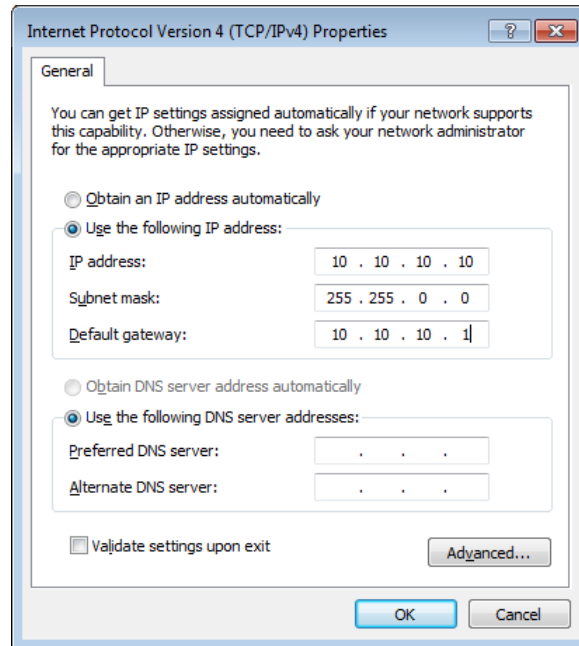 Internet Protocol Version 4 (TCP/IPv4) Properties
?
General
You can get IP settings assigned automatically if your network supports
this capability. Otherwise, you need to ask your network administrator
for the appropriate IP settings.
Obtain an IP address automatically
Use the following IP address:
IP address: 10 . 10 . 10 . 10
Subnet mask: 255 . 255 . 0 . 0
Default gateway: 10 . 10 . 10 . 1
Obtain DNS server address automatically
Use the following DNS server addresses:
Preferred DNS server: . . .
Alternate DNS server: . . .
Validate settings upon exit
Advanced...
OK Cancel